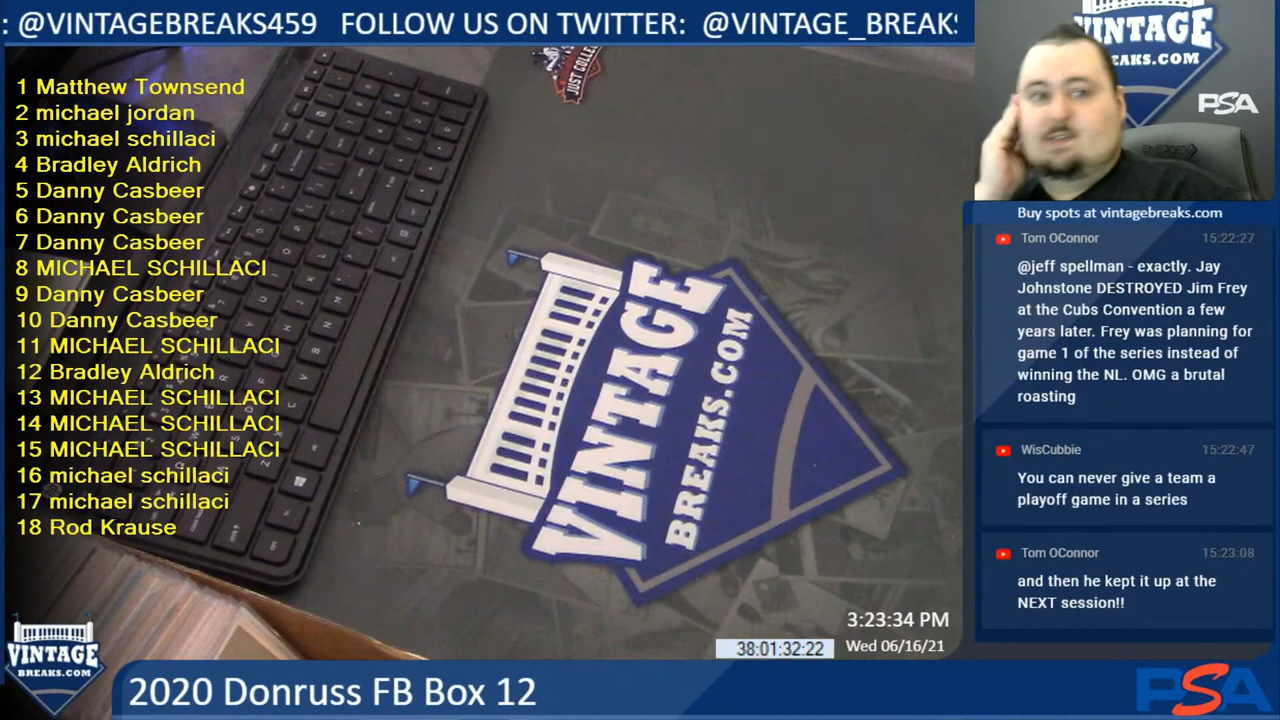 : @VINTAGEBREAKS459 FOLLOW US ON TWITTER: @VINTAGE_BREAKS
1 Matthew Townsend
2 michael jordan
3 michael schillaci
4 Bradley Aldrich
5 Danny Casbeer
6 Danny Casbeer
7 Danny Casbeer
8 MICHAEL SCHILLACI
9 Danny Casbeer
10 Danny Casbeer
11 MICHAEL SCHILLACI
12 Bradley Aldrich
13 MICHAEL SCHILLACI
14 MICHAEL SCHILLACI
15 MICHAEL SCHILLACI
16 michael schillaci
17 michael schillaci
18 Rod Krause
JUST COLLECT
VINTAGE
BREAKS.COM
VINTAGE
EAKS.COM
PSA
Buy spots at vintagebreaks.com
Tom OConnor 15:22:27
@jeff spellman - exactly. Jay
Johnstone DESTROYED Jim Frey
at the Cubs Convention a few
years later. Frey was planning for
game 1 of the series instead of
winning the NL. OMG a brutal
roasting
WisCubbie 15:22:47
You can never give a team a
playoff game in a series
Tom OConnor 15:23:08
and then he kept it up at the
NEXT session!!
3:23:34 PM
38:01:32:22 Wed 06/16/21
VINTAGE
BREAKS.COM
2020 Donruss FB Box 12
PSA